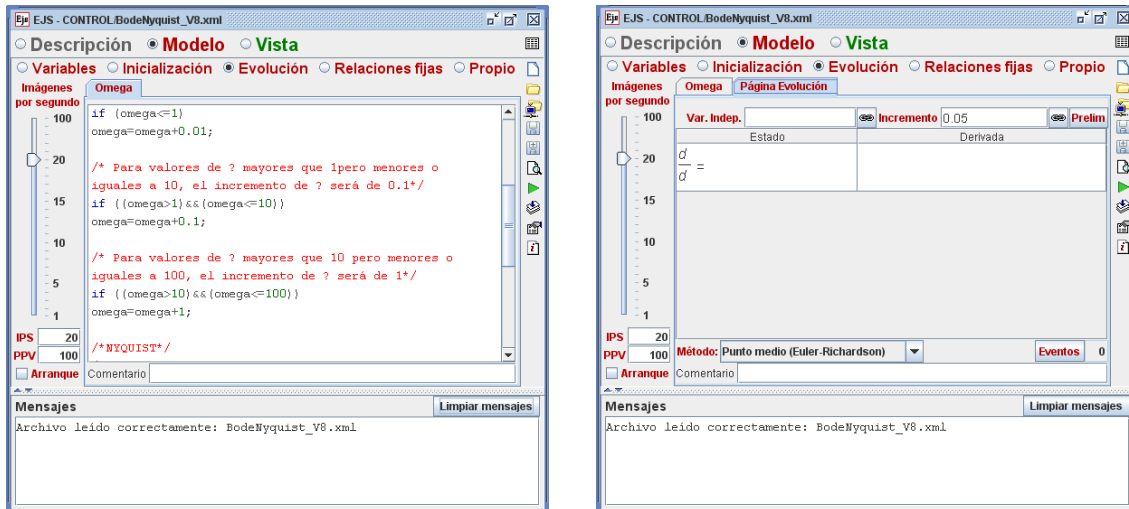 Ejs EJS - CONTROL/BodeNyquist_V8.xml
Descripción Modelo Vista
Variables Inicialización Evolución Relaciones fijas Propio
Imágenes
por segundo
Omega
100
20
15
10
5
1
if (omega<=1)
omega=omega+0.01;
/* Para valores de ? mayores que 1pero menores o
iguales a 10, el incremento de ? será de 0.1*/
if ((omega>1)&&(omega<=10))
omega=omega+0.1;
/* Para valores de ? mayores que 10 pero menores o
iguales a 100, el incremento de ? será de 1*/
if ((omega>10)&&(omega<=100))
omega=omega+1;
/*NYQUIST*/
IPS 20
PPV 100
Arranque Comentario
Mensajes Limpiar mensajes
Archivo leído correctamente: BodeNyquist_V8.xml
Ejs EJS - CONTROL/BodeNyquist_V8.xml
Descripción Modelo Vista
Variables Inicialización Evolución Relaciones fijas Propio
Imágenes
por segundo
Omega Página Evolución
100
20
15
10
5
1
Var. Indep. Incremento 0.05 Prelim
Estado Derivada
d
d =
IPS 20
PPV 100
Método: Punto medio (Euler-Richardson) Eventos 0
Arranque Comentario
Mensajes Limpiar mensajes
Archivo leído correctamente: BodeNyquist_V8.xml